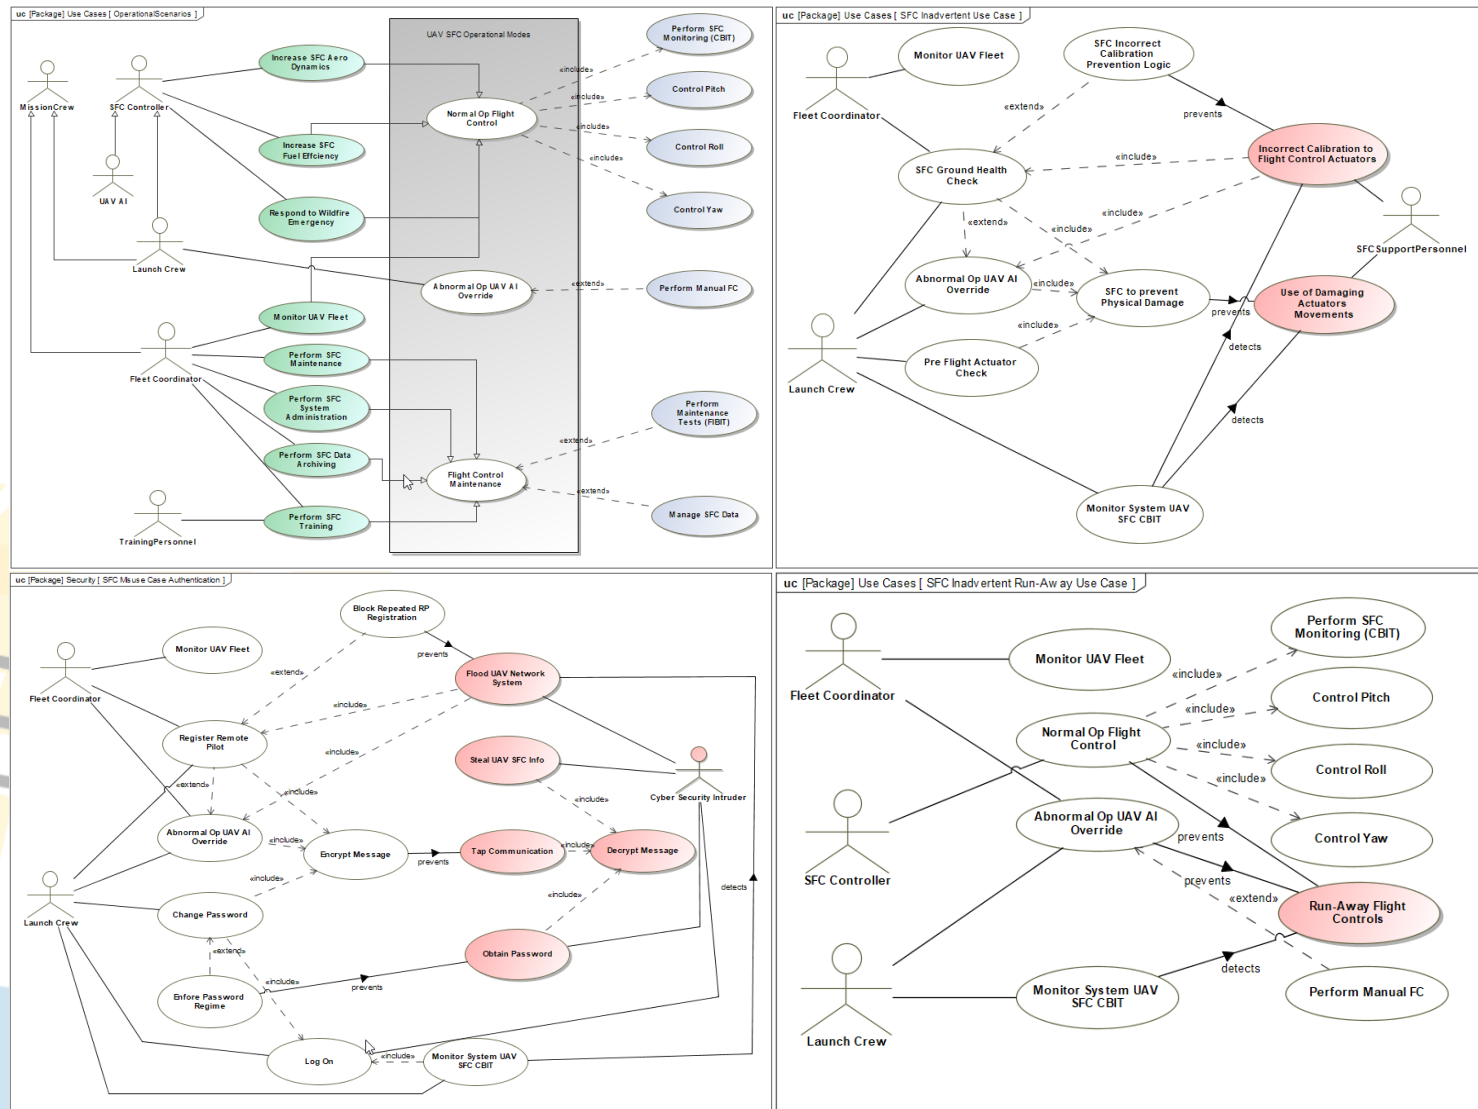 uc [Package] Use Cases [ OperationalScenarios ]
UAV SFC Operational Modes
MissionCrew
SFC Controller
UAV AI
Launch Crew
Fleet Coordinator
TrainingPersonnel
Increase SFC Aero
Dynamics
Increase SFC
Fuel Effciency
Respond to Wildfire
Emergency
Monitor UAV Fleet
Perform SFC
Maintenance
Perform SFC
System
Administration
Perform SFC Data
Archiving
Perform SFC
Training
Normal Op Flight
Control
Abnormal Op UAV AI
Override
Flight Control
Maintenance
Perform SFC
Monitoring (CBIT)
Control Pitch
Control Roll
Control Yaw
Perform Manual FC
Perform
Maintenance
Tests (FIBIT)
Manage SFC Data
«include»
«include»
«include»
«include»
«extend»
«extend»
«extend»
uc [Package] Use Cases [ SFC Inadvertent Use Case ]
Fleet Coordinator
Launch Crew
SFCSupportPersonnel
Monitor UAV Fleet
SFC Incorrect
Calibration
Prevention Logic
SFC Ground Health
Check
Abnormal Op UAV AI
Override
SFC to prevent
Physical Damage
Pre Flight Actuator
Check
Monitor System UAV
SFC CBIT
Incorrect Calibration to
Flight Control Actuators
Use of Damaging
Actuators
Movements
«extend»
prevents
«include»
«include»
«extend»
«include»
«include»
«include»
prevents
detects
detects
uc [Package] Security [ SFC Misuse Case Authentication ]
Fleet Coordinator
Launch Crew
Cyber Security Intruder
Block Repeated RP
Registration
Monitor UAV Fleet
Flood UAV Network
System
Register Remote
Pilot
Steal UAV SFC Info
Abnormal Op UAV AI
Override
Encrypt Message
Tap Communication
Decrypt Message
Change Password
Obtain Password
Enfore Password
Regime
Log On
Monitor System UAV
SFC CBIT
prevents
«extend»
«include»
«include»
«extend»
«include»
«include»
«include»
prevents
«include»
«include»
«include»
detects
«extend»
«include»
prevents
«include»
uc [Package] Use Cases [ SFC Inadvertent Run-Away Use Case ]
Fleet Coordinator
SFC Controller
Launch Crew
Monitor UAV Fleet
Normal Op Flight
Control
Abnormal Op UAV AI
Override
Monitor System UAV
SFC CBIT
Perform SFC
Monitoring (CBIT)
Control Pitch
Control Roll
Control Yaw
Run-Away Flight
Controls
Perform Manual FC
«include»
«include»
«include»
«include»
prevents
prevents
«extend»
detects